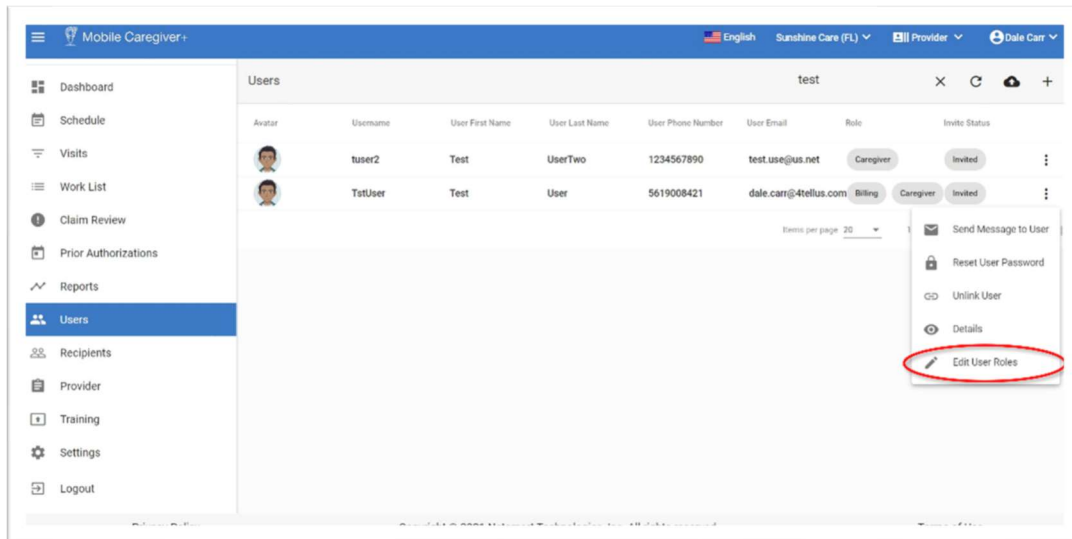 Mobile Caregiver+ English Sunshine Care (FL) Provider Dale Carr
Users test
Dashboard
Schedule
Visits
Work List
Claim Review
Prior Authorizations
Reports
Users
Recipients
Provider
Training
Settings
Logout
Avatar Username User First Name User Last Name User Phone Number User Email Role Invite Status
tuser2 Test UserTwo 1234567890 test.use@us.net Caregiver Invited
TstUser Test User 5619008421 dale.carr@4tellus.com Billing Caregiver Invited
Items per page 20
Send Message to User
Reset User Password
Unlink User
Details
Edit User Roles